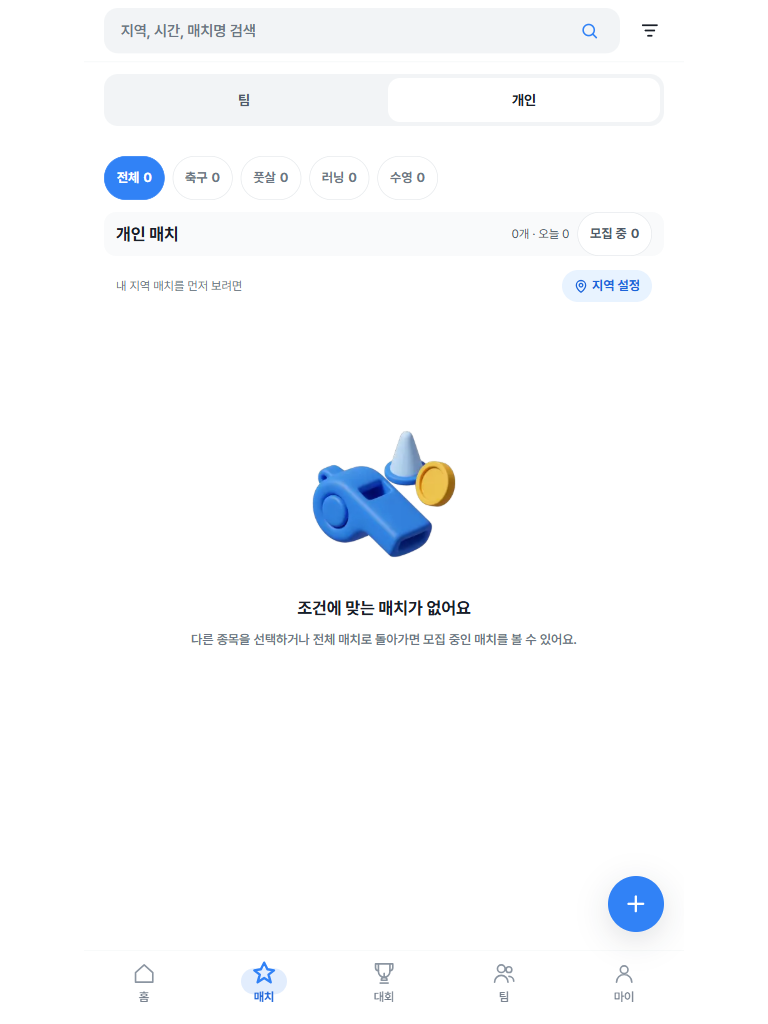 지역, 시간, 매치명 검색
팀
개인
전체 0
축구 0
풋살 0
러닝 0
수영 0
개인 매치
0개 · 오늘 0
모집 중 0
내 지역 매치를 먼저 보려면
지역 설정
조건에 맞는 매치가 없어요
다른 종목을 선택하거나 전체 매치로 돌아가면 모집 중인 매치를 볼 수 있어요.
홈
매치
대회
팀
마이